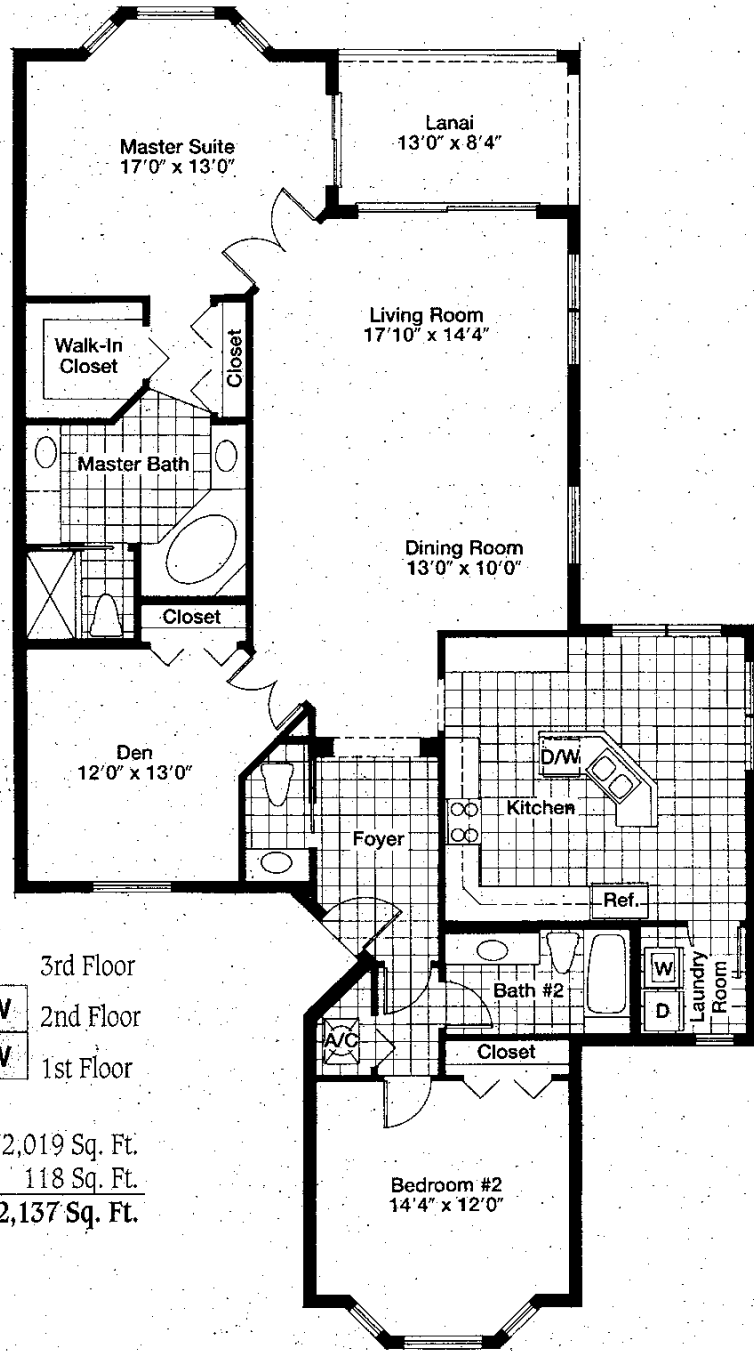 Master Suite
17'0" x 13'0"
Lanai
13'0" x 8'4"
Living Room
17'10" x 14'4"
Walk-In
Closet
Closet
Master Bath
Dining Room
13'0" x 10'0"
Closet
Den
12'0" x 13'0"
D/W
Kitchen
Foyer
Ref.
3rd Floor
2nd Floor
1st Floor
W
D
Laundry
Room
Bath #2
A/C
Closet
2,019 Sq. Ft.
118 Sq. Ft.
2,137 Sq. Ft.
Bedroom #2
14'4" x 12'0"